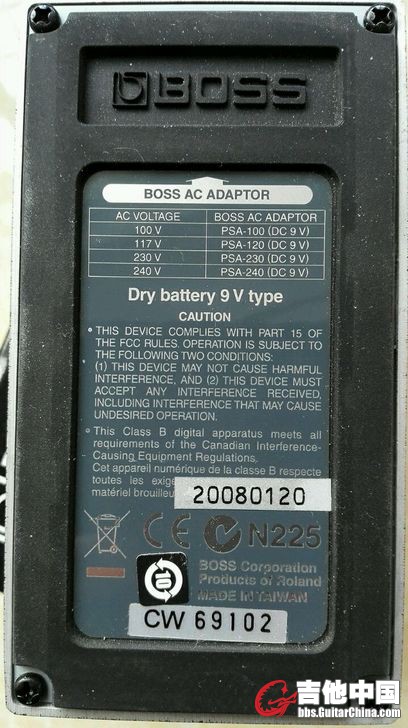 BOSS
BOSS AC ADAPTOR
AC VOLTAGE BOSS AC ADAPTOR
100 V PSA-100 (DC 9 V)
117 V PSA-120 (DC 9 V)
230 V PSA-230 (DC 9 V)
240 V PSA-240 (DC 9 V)
Dry battery 9 V type
CAUTION
• THIS DEVICE COMPLIES WITH PART 15 OF
THE FCC RULES. OPERATION IS SUBJECT TO
THE FOLLOWING TWO CONDITIONS:
(1) THIS DEVICE MAY NOT CAUSE HARMFUL
INTERFERENCE, AND (2) THIS DEVICE MUST
ACCEPT ANY INTERFERENCE RECEIVED,
INCLUDING INTERFERENCE THAT MAY CAUSE
UNDESIRED OPERATION.
• This Class B digital apparatus meets all
requirements of the Canadian Interference-
Causing Equipment Regulations.
Cet appareil numérique de la classe B respecte
toutes les exige
matériel brouilleu
20080120
CE N225
BOSS Corporation
Products of Roland
MADE IN TAIWAN
CW 69102
吉他中国
bbs.GuitarChina.com